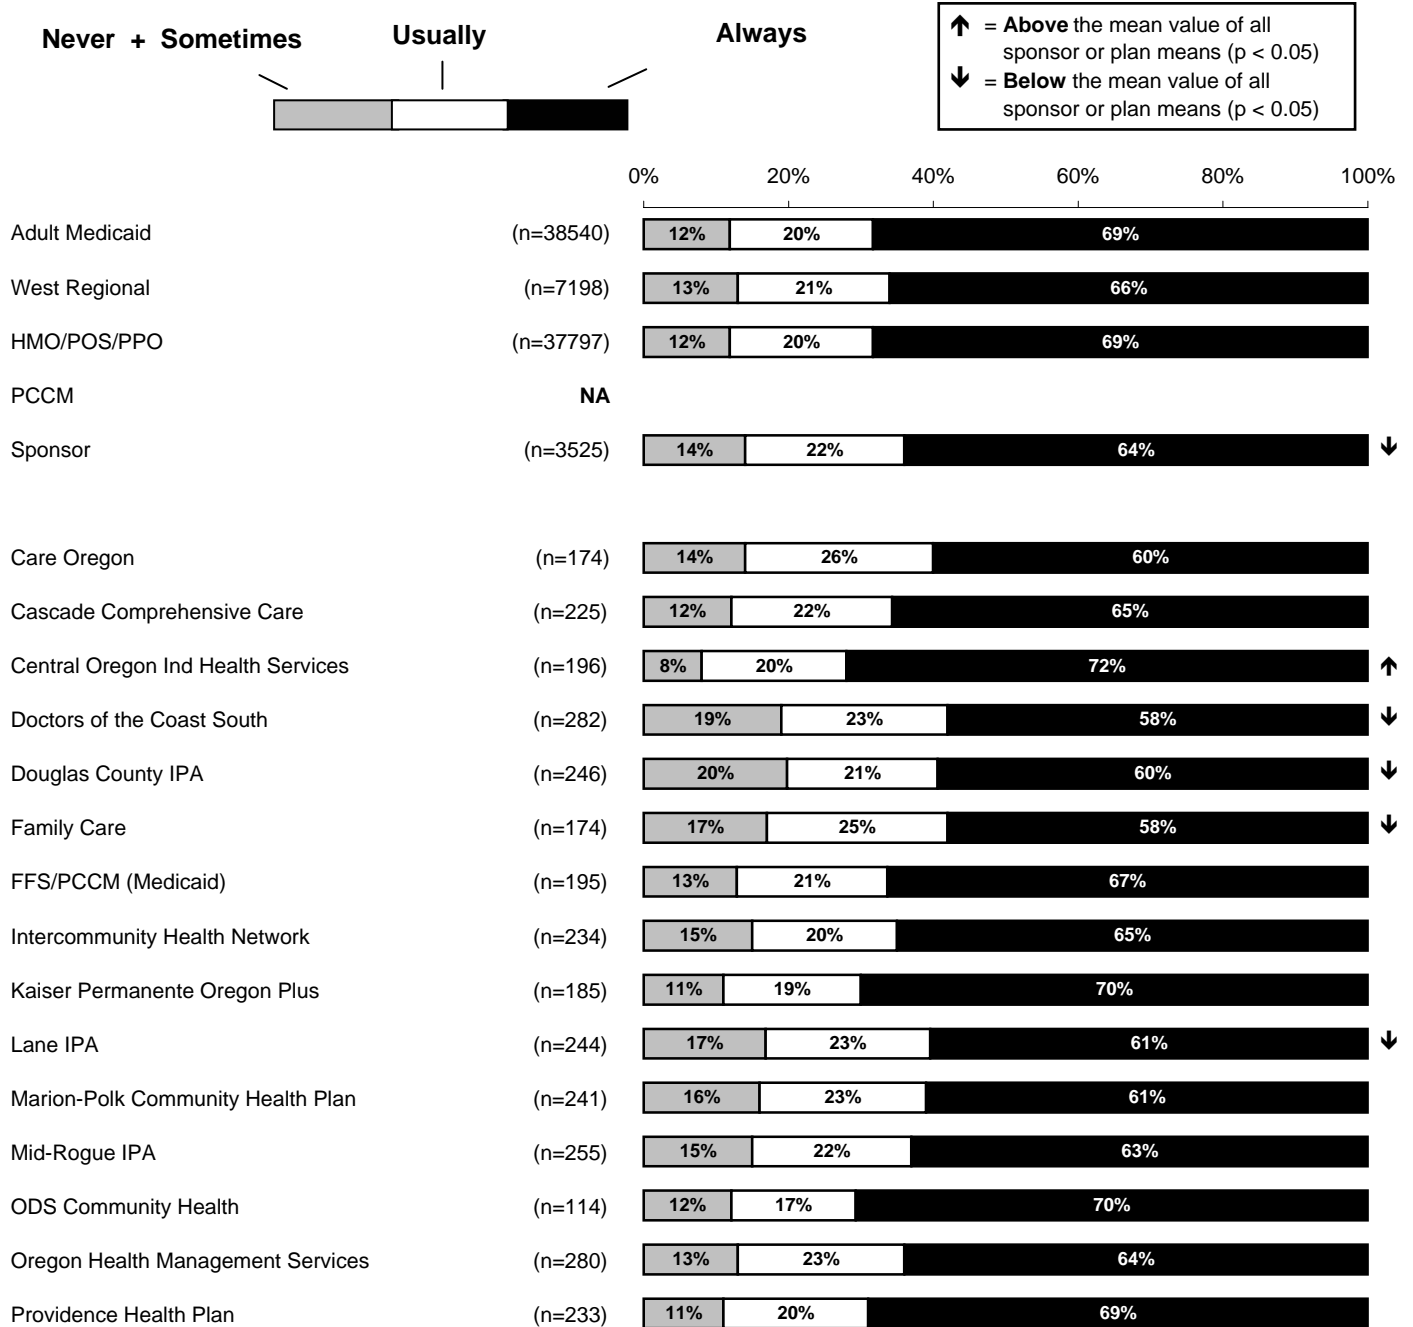 Never + Sometimes Usually Always
↑ = Above the mean value of all
sponsor or plan means (p < 0.05)
↓ = Below the mean value of all
sponsor or plan means (p < 0.05)
0% 20% 40% 60% 80% 100%
Adult Medicaid (n=38540) 12% 20% 69%
West Regional (n=7198) 13% 21% 66%
HMO/POS/PPO (n=37797) 12% 20% 69%
PCCM NA
Sponsor (n=3525) 14% 22% 64% ↓
Care Oregon (n=174) 14% 26% 60%
Cascade Comprehensive Care (n=225) 12% 22% 65%
Central Oregon Ind Health Services (n=196) 8% 20% 72% ↑
Doctors of the Coast South (n=282) 19% 23% 58% ↓
Douglas County IPA (n=246) 20% 21% 60% ↓
Family Care (n=174) 17% 25% 58% ↓
FFS/PCCM (Medicaid) (n=195) 13% 21% 67%
Intercommunity Health Network (n=234) 15% 20% 65%
Kaiser Permanente Oregon Plus (n=185) 11% 19% 70%
Lane IPA (n=244) 17% 23% 61% ↓
Marion-Polk Community Health Plan (n=241) 16% 23% 61%
Mid-Rogue IPA (n=255) 15% 22% 63%
ODS Community Health (n=114) 12% 17% 70%
Oregon Health Management Services (n=280) 13% 23% 64%
Providence Health Plan (n=233) 11% 20% 69%